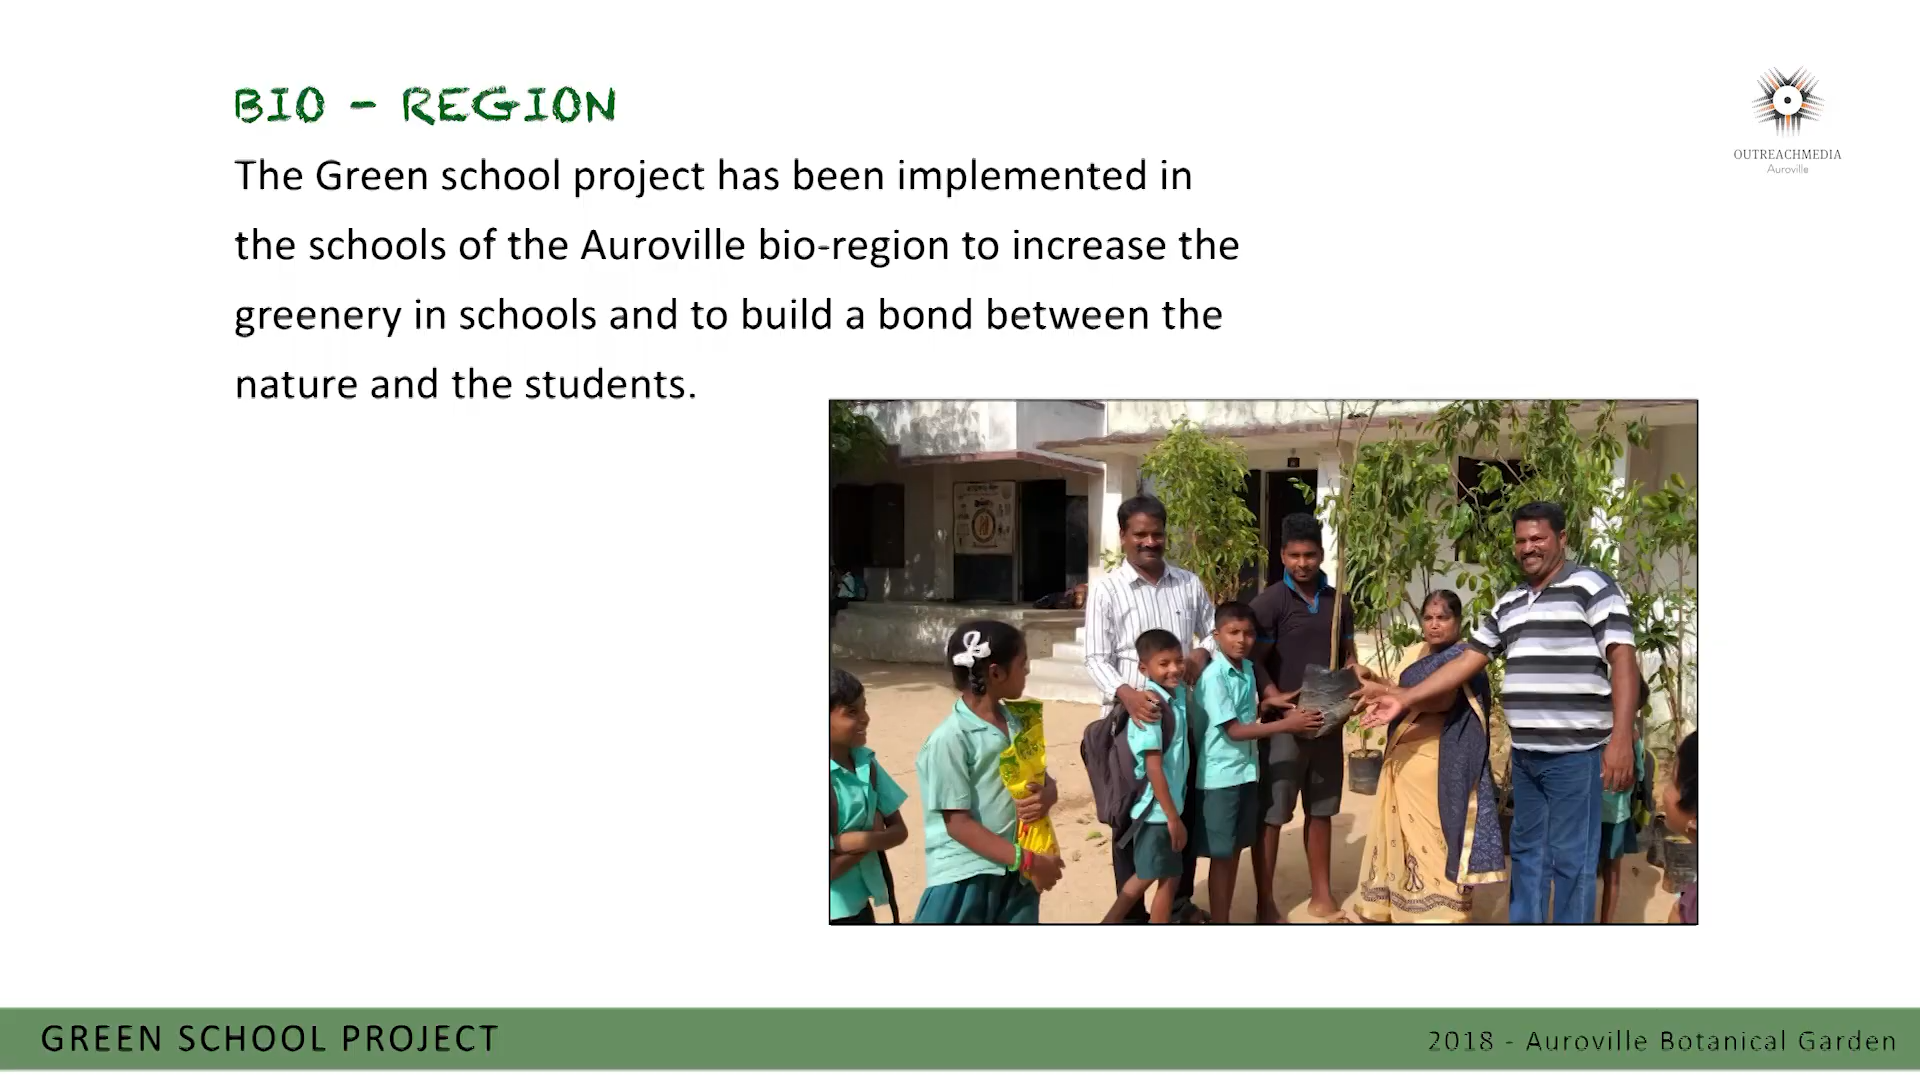 BIO - REGION
OUTREACHMEDIA
Auroville
The Green school project has been implemented in
the schools of the Auroville bio-region to increase the
greenery in schools and to build a bond between the
nature and the students.
GREEN SCHOOL PROJECT
2018 - Auroville Botanical Garden